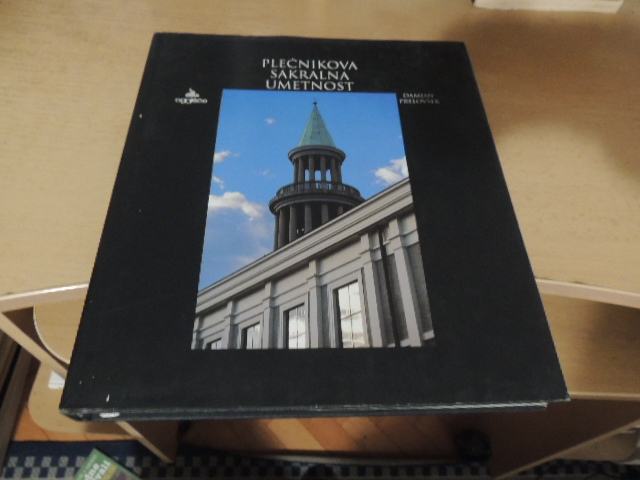 PLEČNIKOVA
SAKRALNA
UMETNOST
DAMJAN
PRELOVŠEK